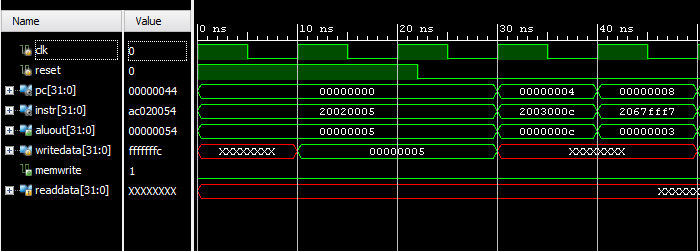 Name Value 0 ns 10 ns 20 ns 30 ns 40 ns
clk 0
reset 0
pc[31:0] 00000044 00000000 00000004 00000008
instr[31:0] ac020054 20020005 2003000c 2067fff7
aluout[31:0] 00000054 00000005 0000000c 00000003
writedata[31:0] fffffffc XXXXXXXX 00000005 XXXXXXXX
memwrite 1
readdata[31:0] XXXXXXXX XXXXX